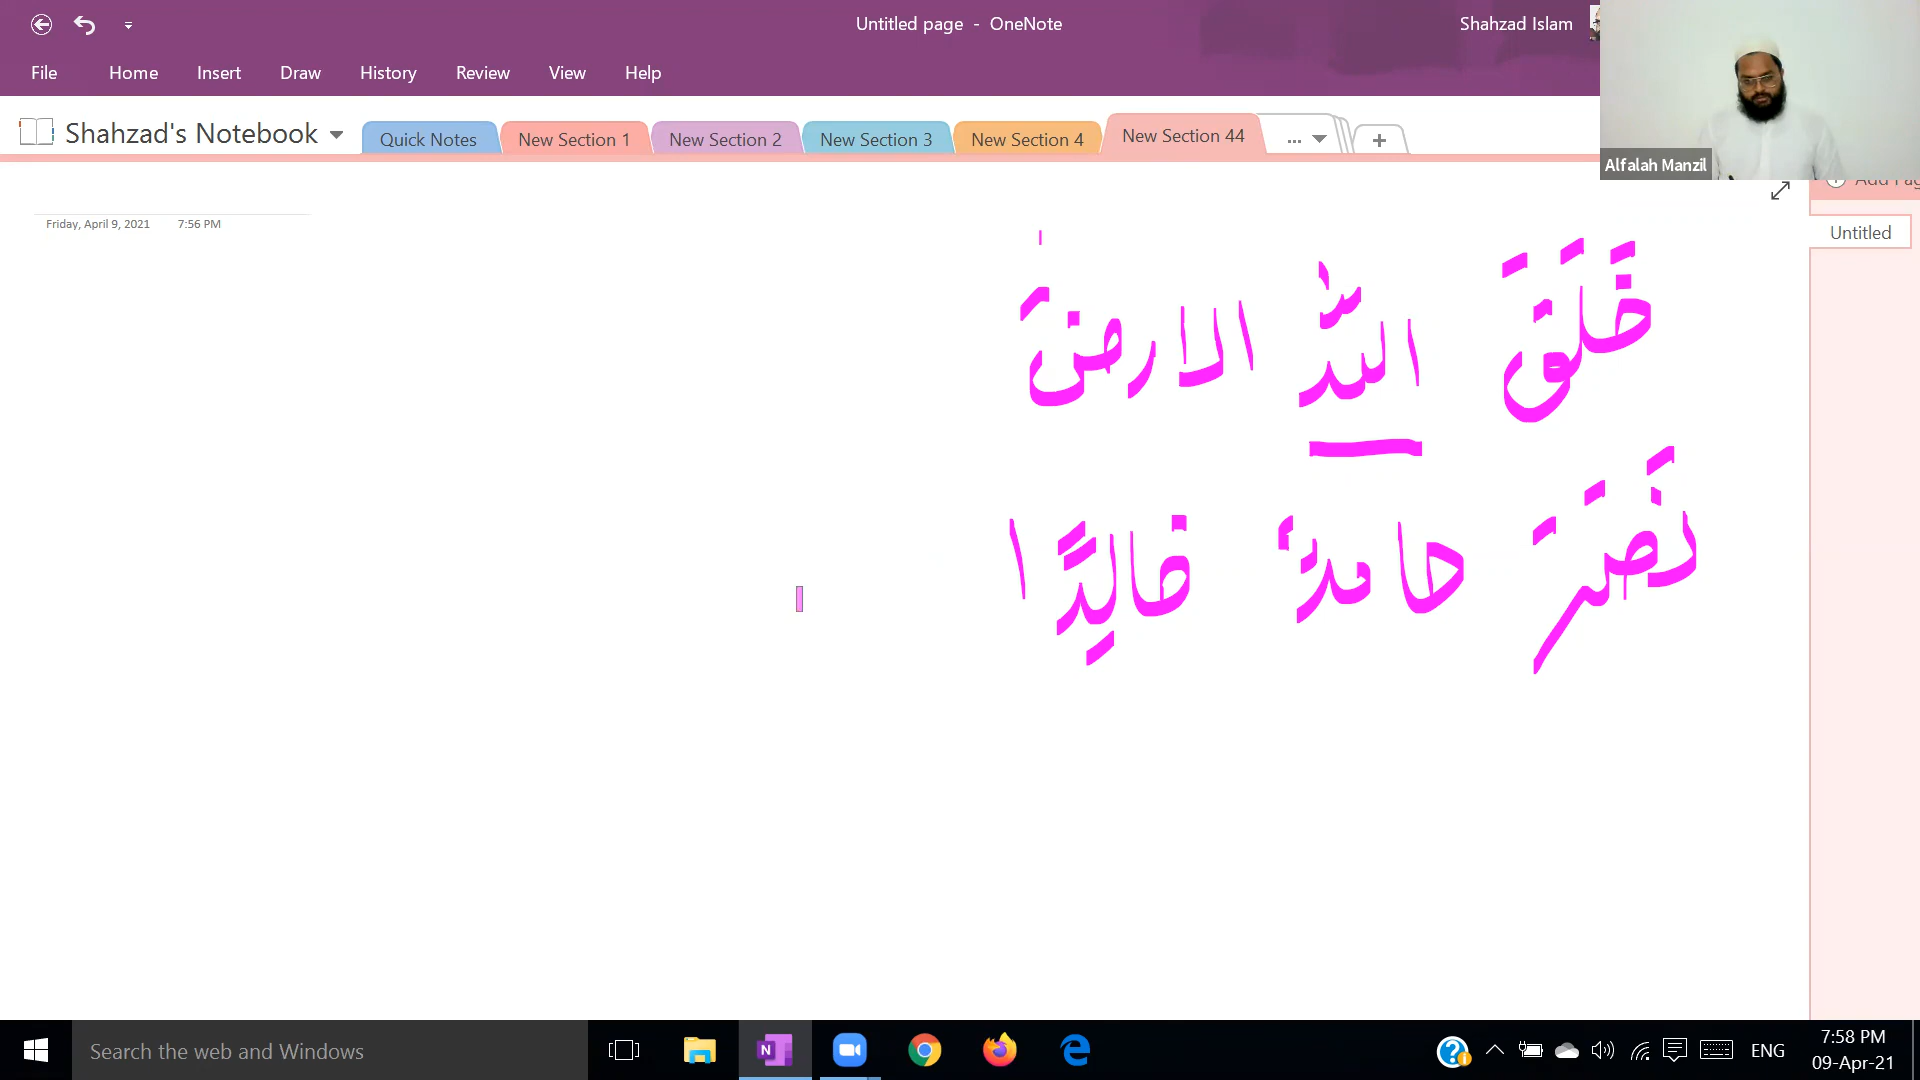 Untitled page - OneNote
Shahzad Islam
File Home Insert Draw History Review View Help
Shahzad's Notebook
Quick Notes New Section 1 New Section 2 New Section 3 New Section 4 New Section 44 ... +
Alfalah Manzil
Add Pag
Untitled
Friday, April 9, 2021 7:56 PM
خَلَقَ اللّٰهُ الارضَ
نَصَرَ حامدٌ خالِدًا
Search the web and Windows
ENG
7:58 PM
09-Apr-21